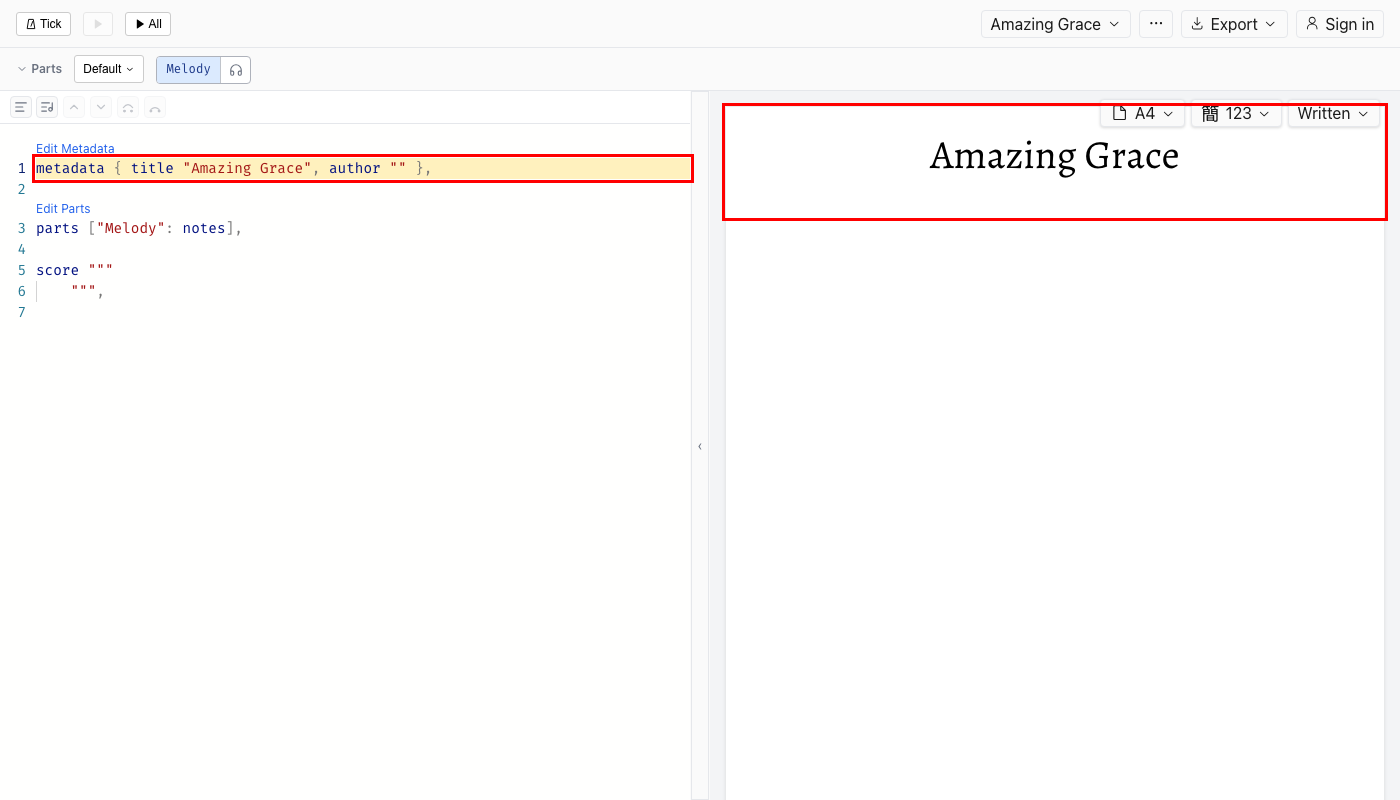 Tick
All
Amazing Grace
...
Export
Sign in
Parts
Default
Melody
A4
簡 123
Written
Edit Metadata
1 metadata { title "Amazing Grace", author "" },
2
Edit Parts
3 parts ["Melody": notes],
4
5 score """
6 """,
7
Amazing Grace